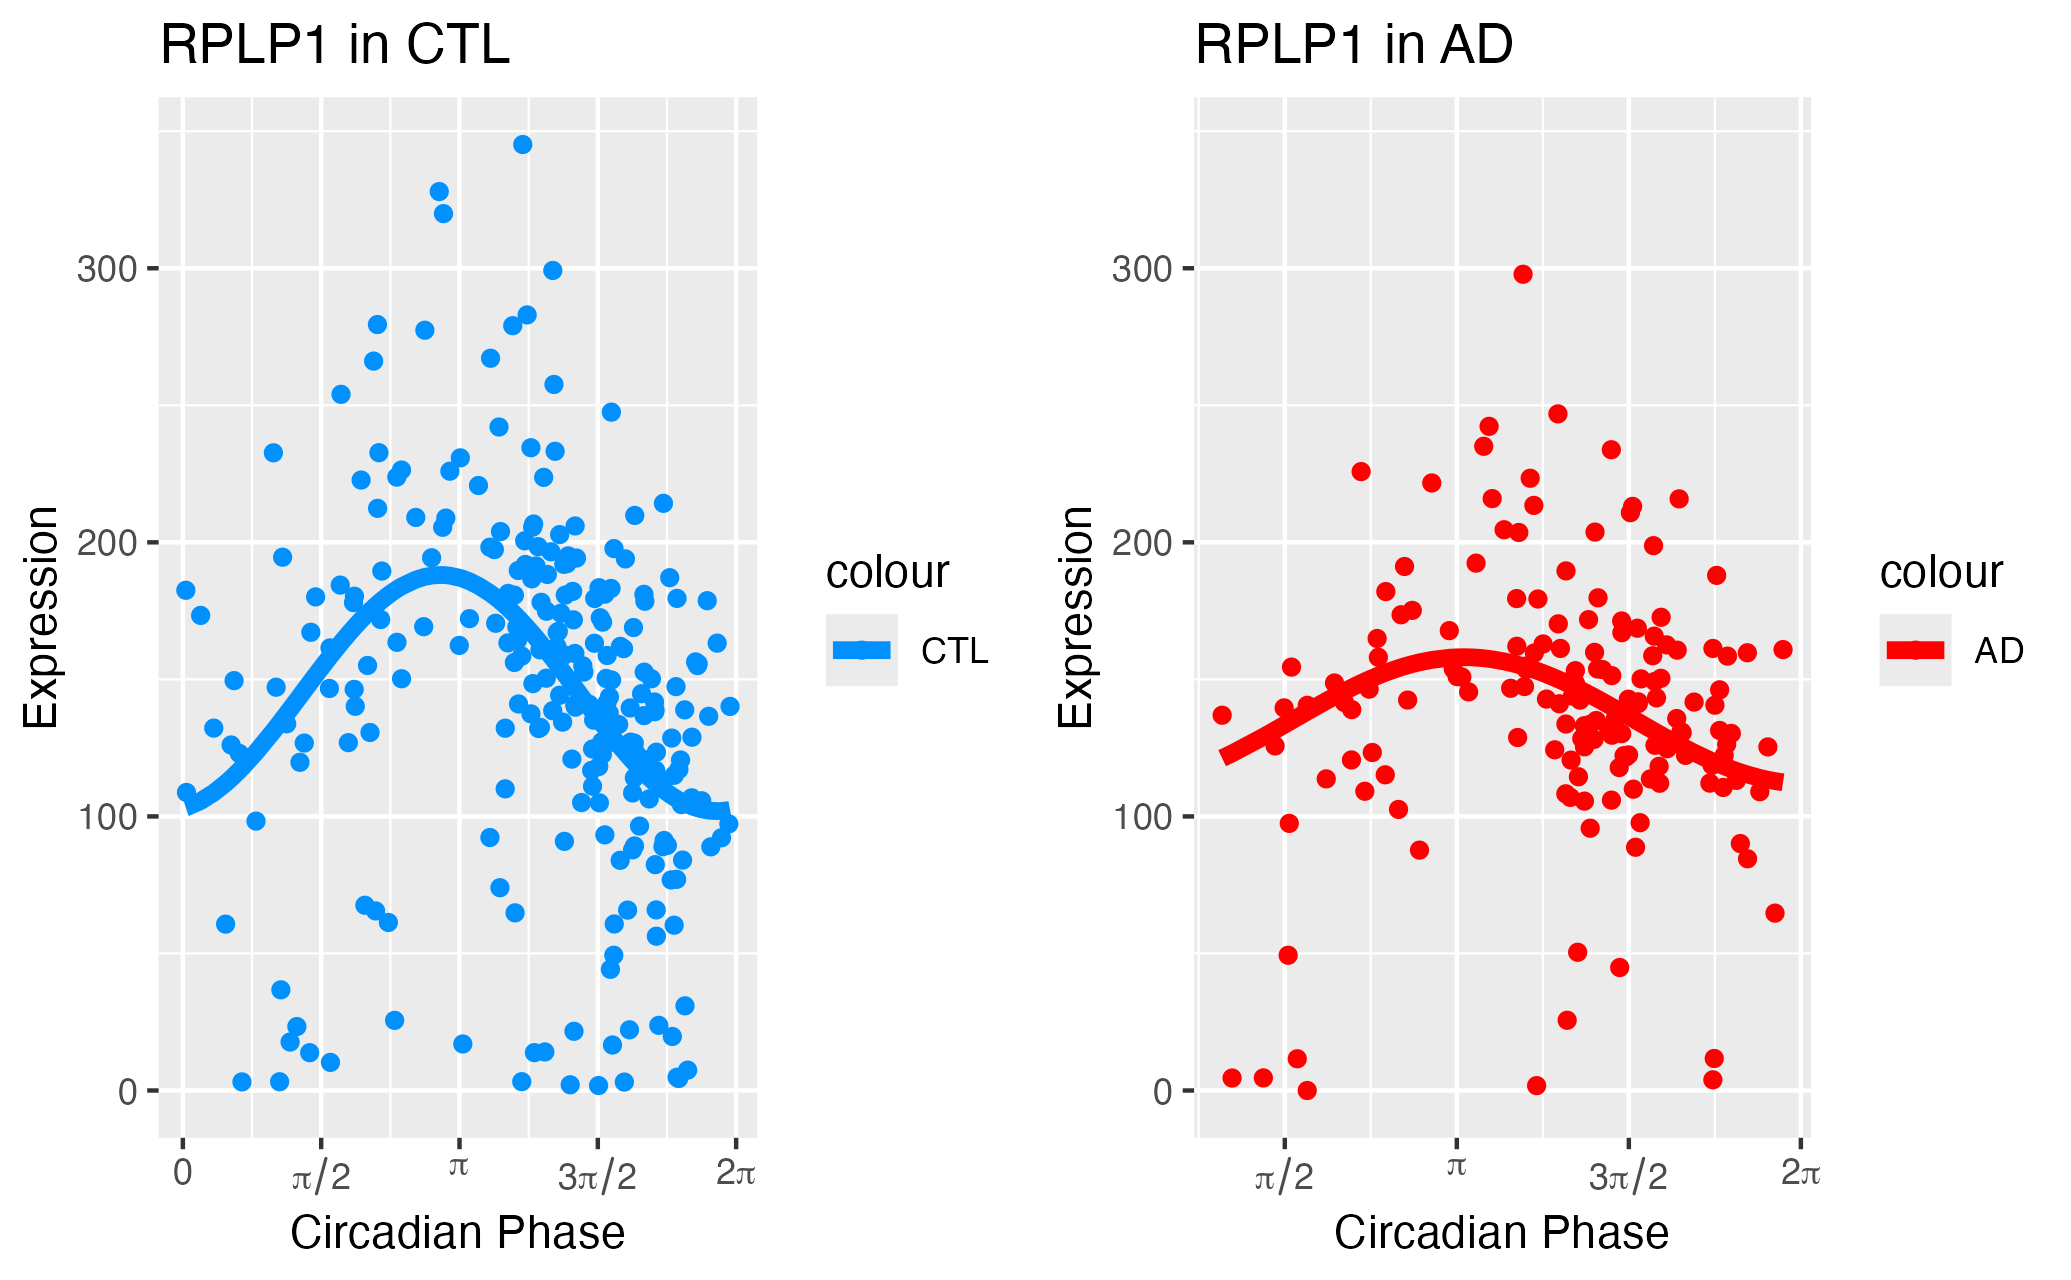 RPLP1 in CTL
Expression
300
200
100
0
0 π/2 π 3π/2 2π
Circadian Phase
colour
CTL
RPLP1 in AD
Expression
300
200
100
0
π/2 π 3π/2 2π
Circadian Phase
colour
AD